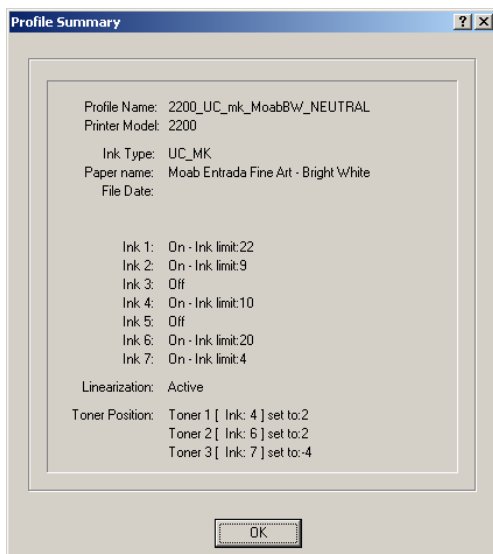 Profile Summary
Profile Name: 2200_UC_mk_MoabBW_NEUTRAL
Printer Model: 2200
Ink Type: UC_MK
Paper name: Moab Entrada Fine Art - Bright White
File Date:
Ink 1: On - Ink limit:22
Ink 2: On - Ink limit:9
Ink 3: Off
Ink 4: On - Ink limit:10
Ink 5: Off
Ink 6: On - Ink limit:20
Ink 7: On - Ink limit:4
Linearization: Active
Toner Position: Toner 1 [ Ink: 4 ] set to:2
Toner 2 [ Ink: 6 ] set to:2
Toner 3 [ Ink: 7 ] set to:-4
OK